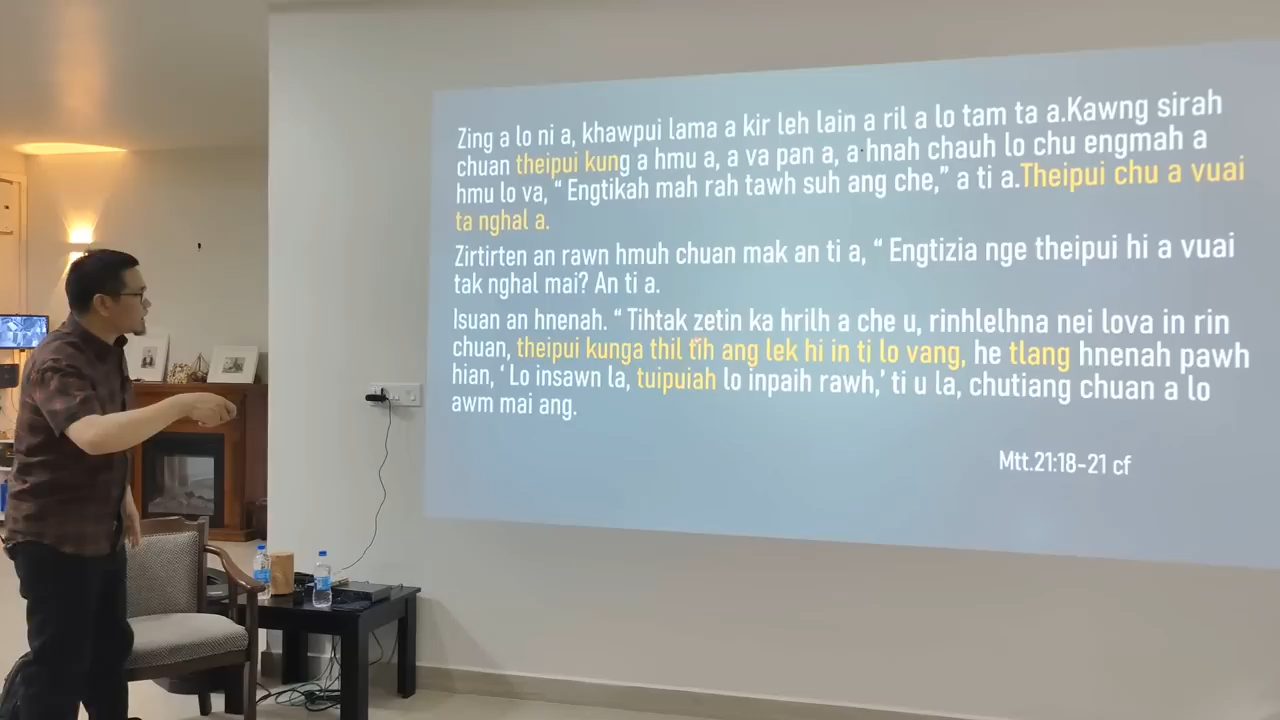 Zing a lo ni a, khawpui lama a kir leh lain a ril a lo tam ta a.Kawng sirah
chuan theipui kung a hmu a, a va pan a, a hnah chauh lo chu engmah a
hmu lo va, “ Engtikah mah rah tawh suh ang che,” a ti a.Theipui chu a vuai
ta nghal a.
Zirtirten an rawn hmuh chuan mak an ti a, “ Engtizia nge theipui hi a vuai
tak nghal mai? An ti a.
Isuan an hnenah. “ Tihtak zetin ka hrilh a che u, rinhlelhna nei lova in rin
chuan, theipui kunga thil tih ang lek hi in ti lo vang, he tlang hnenah pawh
hian, ‘ Lo insawn la, tuipuiah lo inpaih rawh,’ ti u la, chutiang chuan a lo
awm mai ang.
Mtt.21:18-21 cf